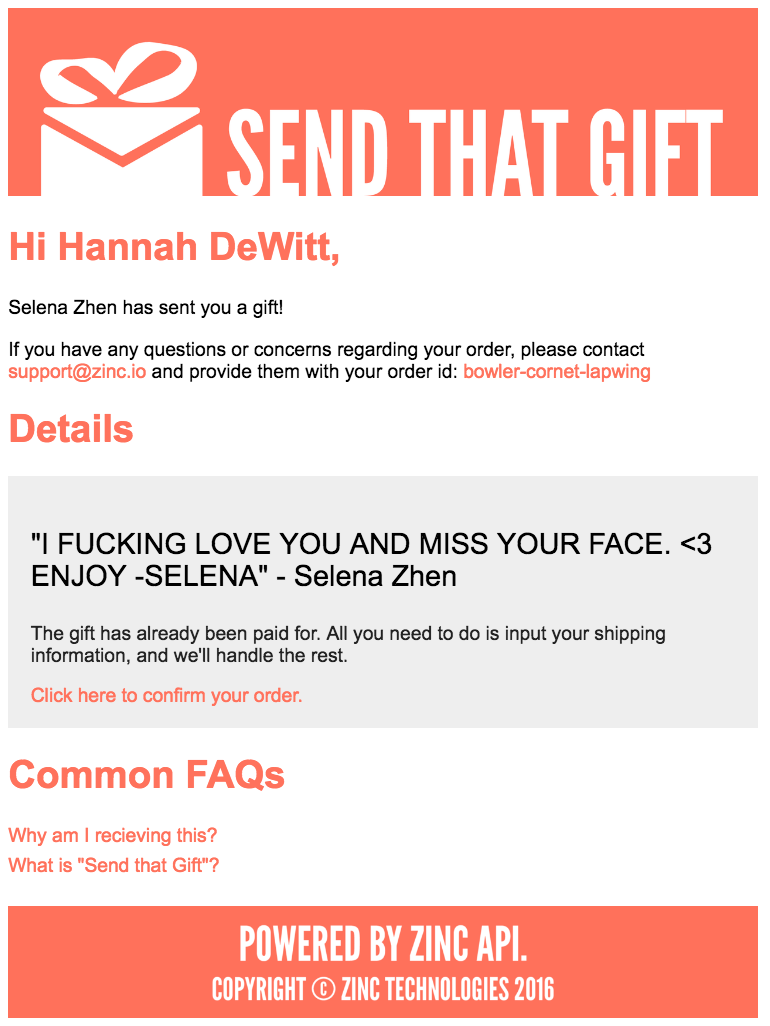 SEND THAT GIFT
Hi Hannah DeWitt,
Selena Zhen has sent you a gift!
If you have any questions or concerns regarding your order, please contact
support@zinc.io and provide them with your order id: bowler-cornet-lapwing
Details
"I FUCKING LOVE YOU AND MISS YOUR FACE. <3
ENJOY -SELENA" - Selena Zhen
The gift has already been paid for. All you need to do is input your shipping
information, and we'll handle the rest.
Click here to confirm your order.
Common FAQs
Why am I recieving this?
What is "Send that Gift"?
POWERED BY ZINC API.
COPYRIGHT © ZINC TECHNOLOGIES 2016